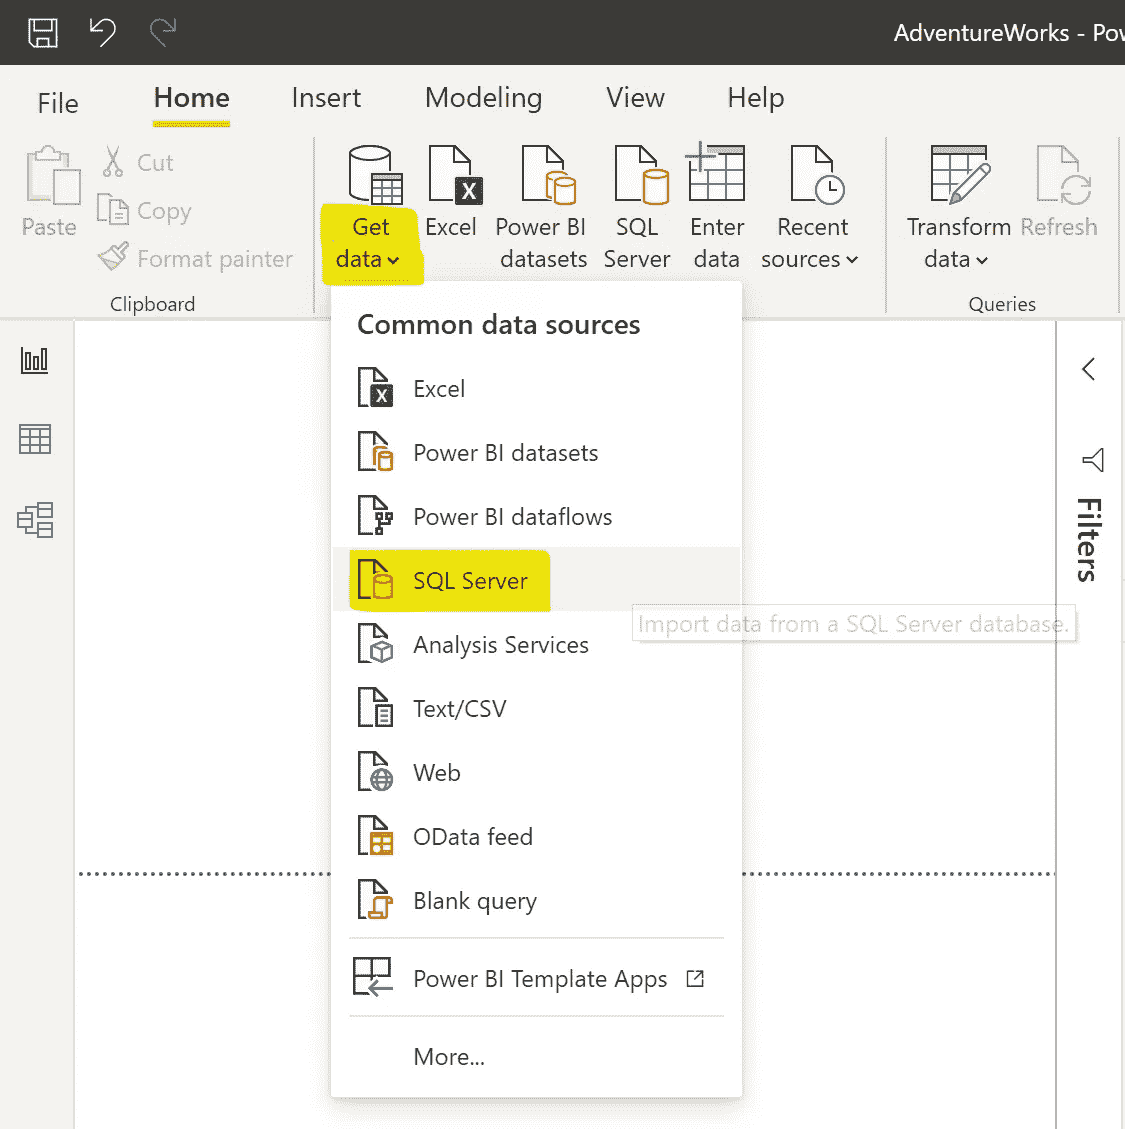 AdventureWorks - Pow
File
Home
Insert
Modeling
View
Help
Paste
Cut
Copy
Format painter
Clipboard
Get
data
Excel
Power BI
datasets
SQL
Server
Enter
data
Recent
sources
Transform
data
Refresh
Queries
Common data sources
Excel
Power BI datasets
Power BI dataflows
SQL Server
Import data from a SQL Server database.
Analysis Services
Text/CSV
Web
OData feed
Blank query
Power BI Template Apps
More...
Filters